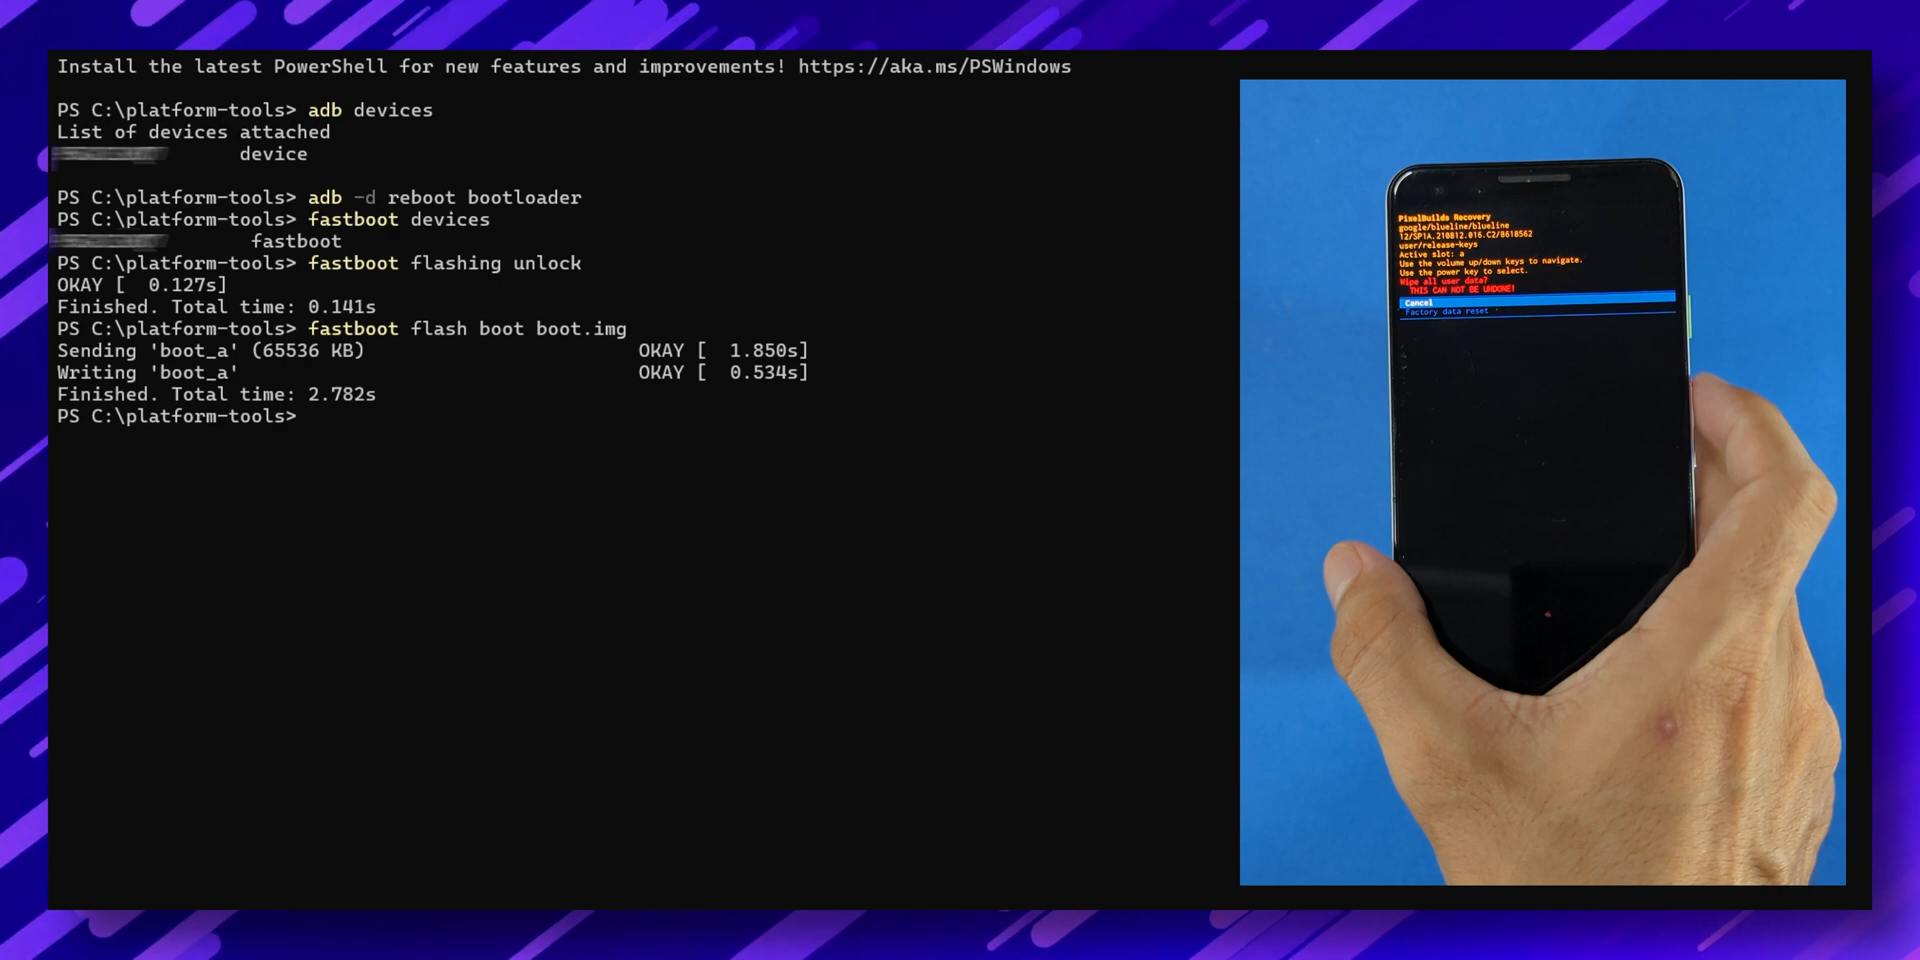 Install the latest PowerShell for new features and improvements! https://aka.ms/PSWindows
PS C:\platform-tools> adb devices
List of devices attached
device
PS C:\platform-tools> adb -d reboot bootloader
PS C:\platform-tools> fastboot devices
fastboot
PS C:\platform-tools> fastboot flashing unlock
OKAY [  0.127s]
Finished. Total time: 0.141s
PS C:\platform-tools> fastboot flash boot boot.img
Sending 'boot_a' (65536 KB)                        OKAY [  1.850s]
Writing 'boot_a'                                   OKAY [  0.534s]
Finished. Total time: 2.782s
PS C:\platform-tools>
PixelBuilds Recovery
google/blueline/blueline
12/SP1A.210812.016.C2/8618562
user/release-keys
Active slot: a
Use the volume up/down keys to navigate.
Use the power key to select.
Wipe all user data?
THIS CAN NOT BE UNDONE!
Cancel
Factory data reset